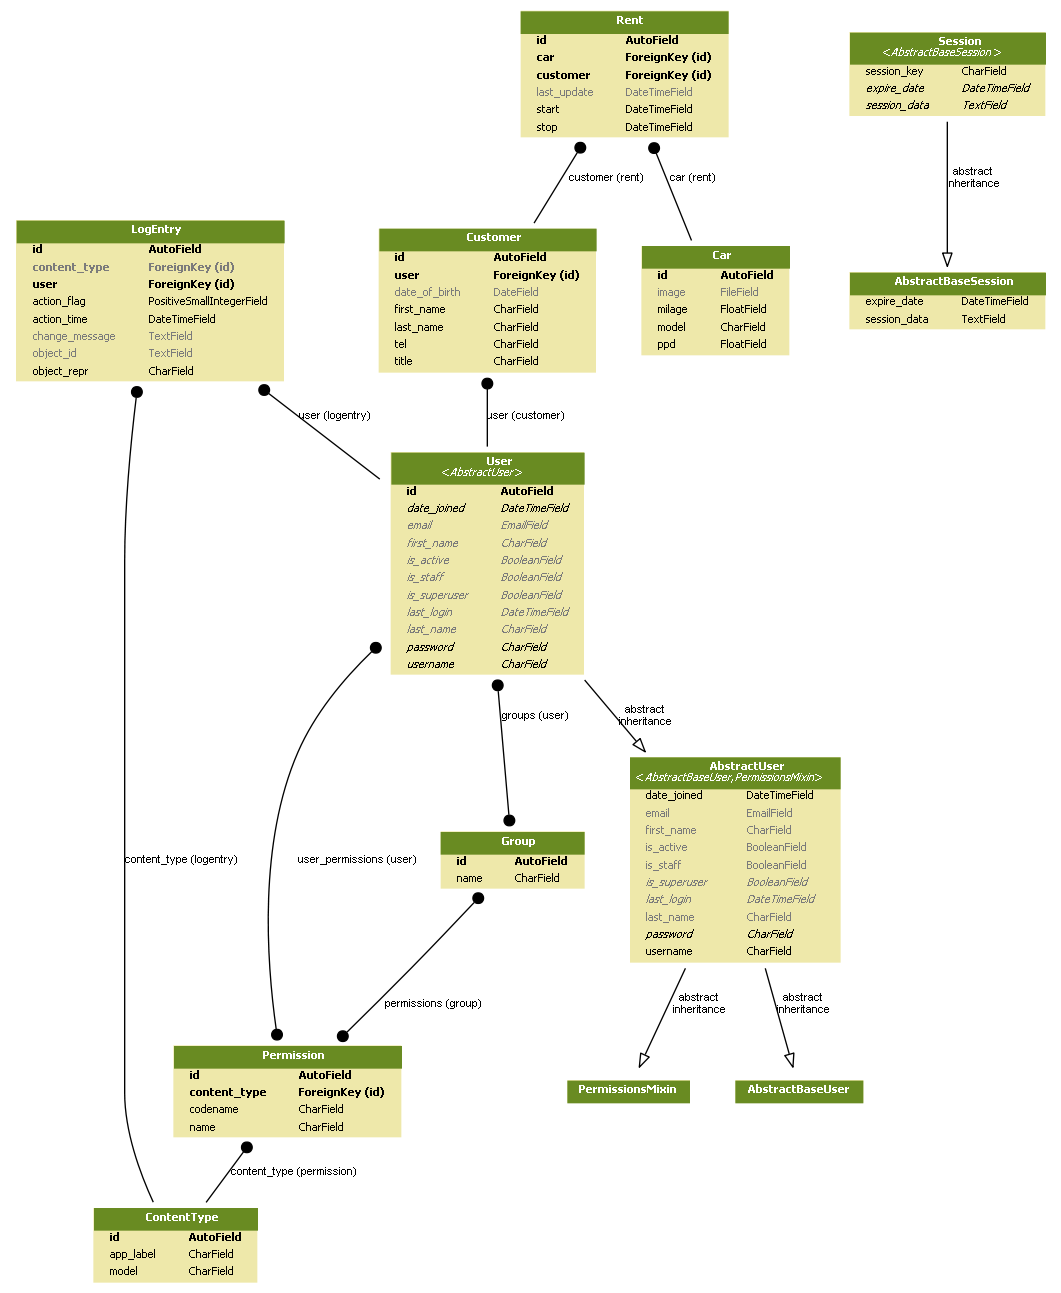 Rent
id AutoField
car ForeignKey (id)
customer ForeignKey (id)
last_update DateTimeField
start DateTimeField
stop DateTimeField
Session
<AbstractBaseSession>
session_key CharField
expire_date DateTimeField
session_data TextField
customer (rent)
car (rent)
abstract
inheritance
LogEntry
id AutoField
content_type ForeignKey (id)
user ForeignKey (id)
action_flag PositiveSmallIntegerField
action_time DateTimeField
change_message TextField
object_id TextField
object_repr CharField
Customer
id AutoField
user ForeignKey (id)
date_of_birth DateField
first_name CharField
last_name CharField
tel CharField
title CharField
Car
id AutoField
image FileField
milage FloatField
model CharField
ppd FloatField
AbstractBaseSession
expire_date DateTimeField
session_data TextField
user (logentry)
user (customer)
User
<AbstractUser>
id AutoField
date_joined DateTimeField
email EmailField
first_name CharField
is_active BooleanField
is_staff BooleanField
is_superuser BooleanField
last_login DateTimeField
last_name CharField
password CharField
username CharField
groups (user)
abstract
inheritance
AbstractUser
<AbstractBaseUser,PermissionsMixin>
date_joined DateTimeField
email EmailField
first_name CharField
is_active BooleanField
is_staff BooleanField
is_superuser BooleanField
last_login DateTimeField
last_name CharField
password CharField
username CharField
content_type (logentry)
user_permissions (user)
Group
id AutoField
name CharField
permissions (group)
abstract
inheritance
abstract
inheritance
Permission
id AutoField
content_type ForeignKey (id)
codename CharField
name CharField
PermissionsMixin
AbstractBaseUser
content_type (permission)
ContentType
id AutoField
app_label CharField
model CharField